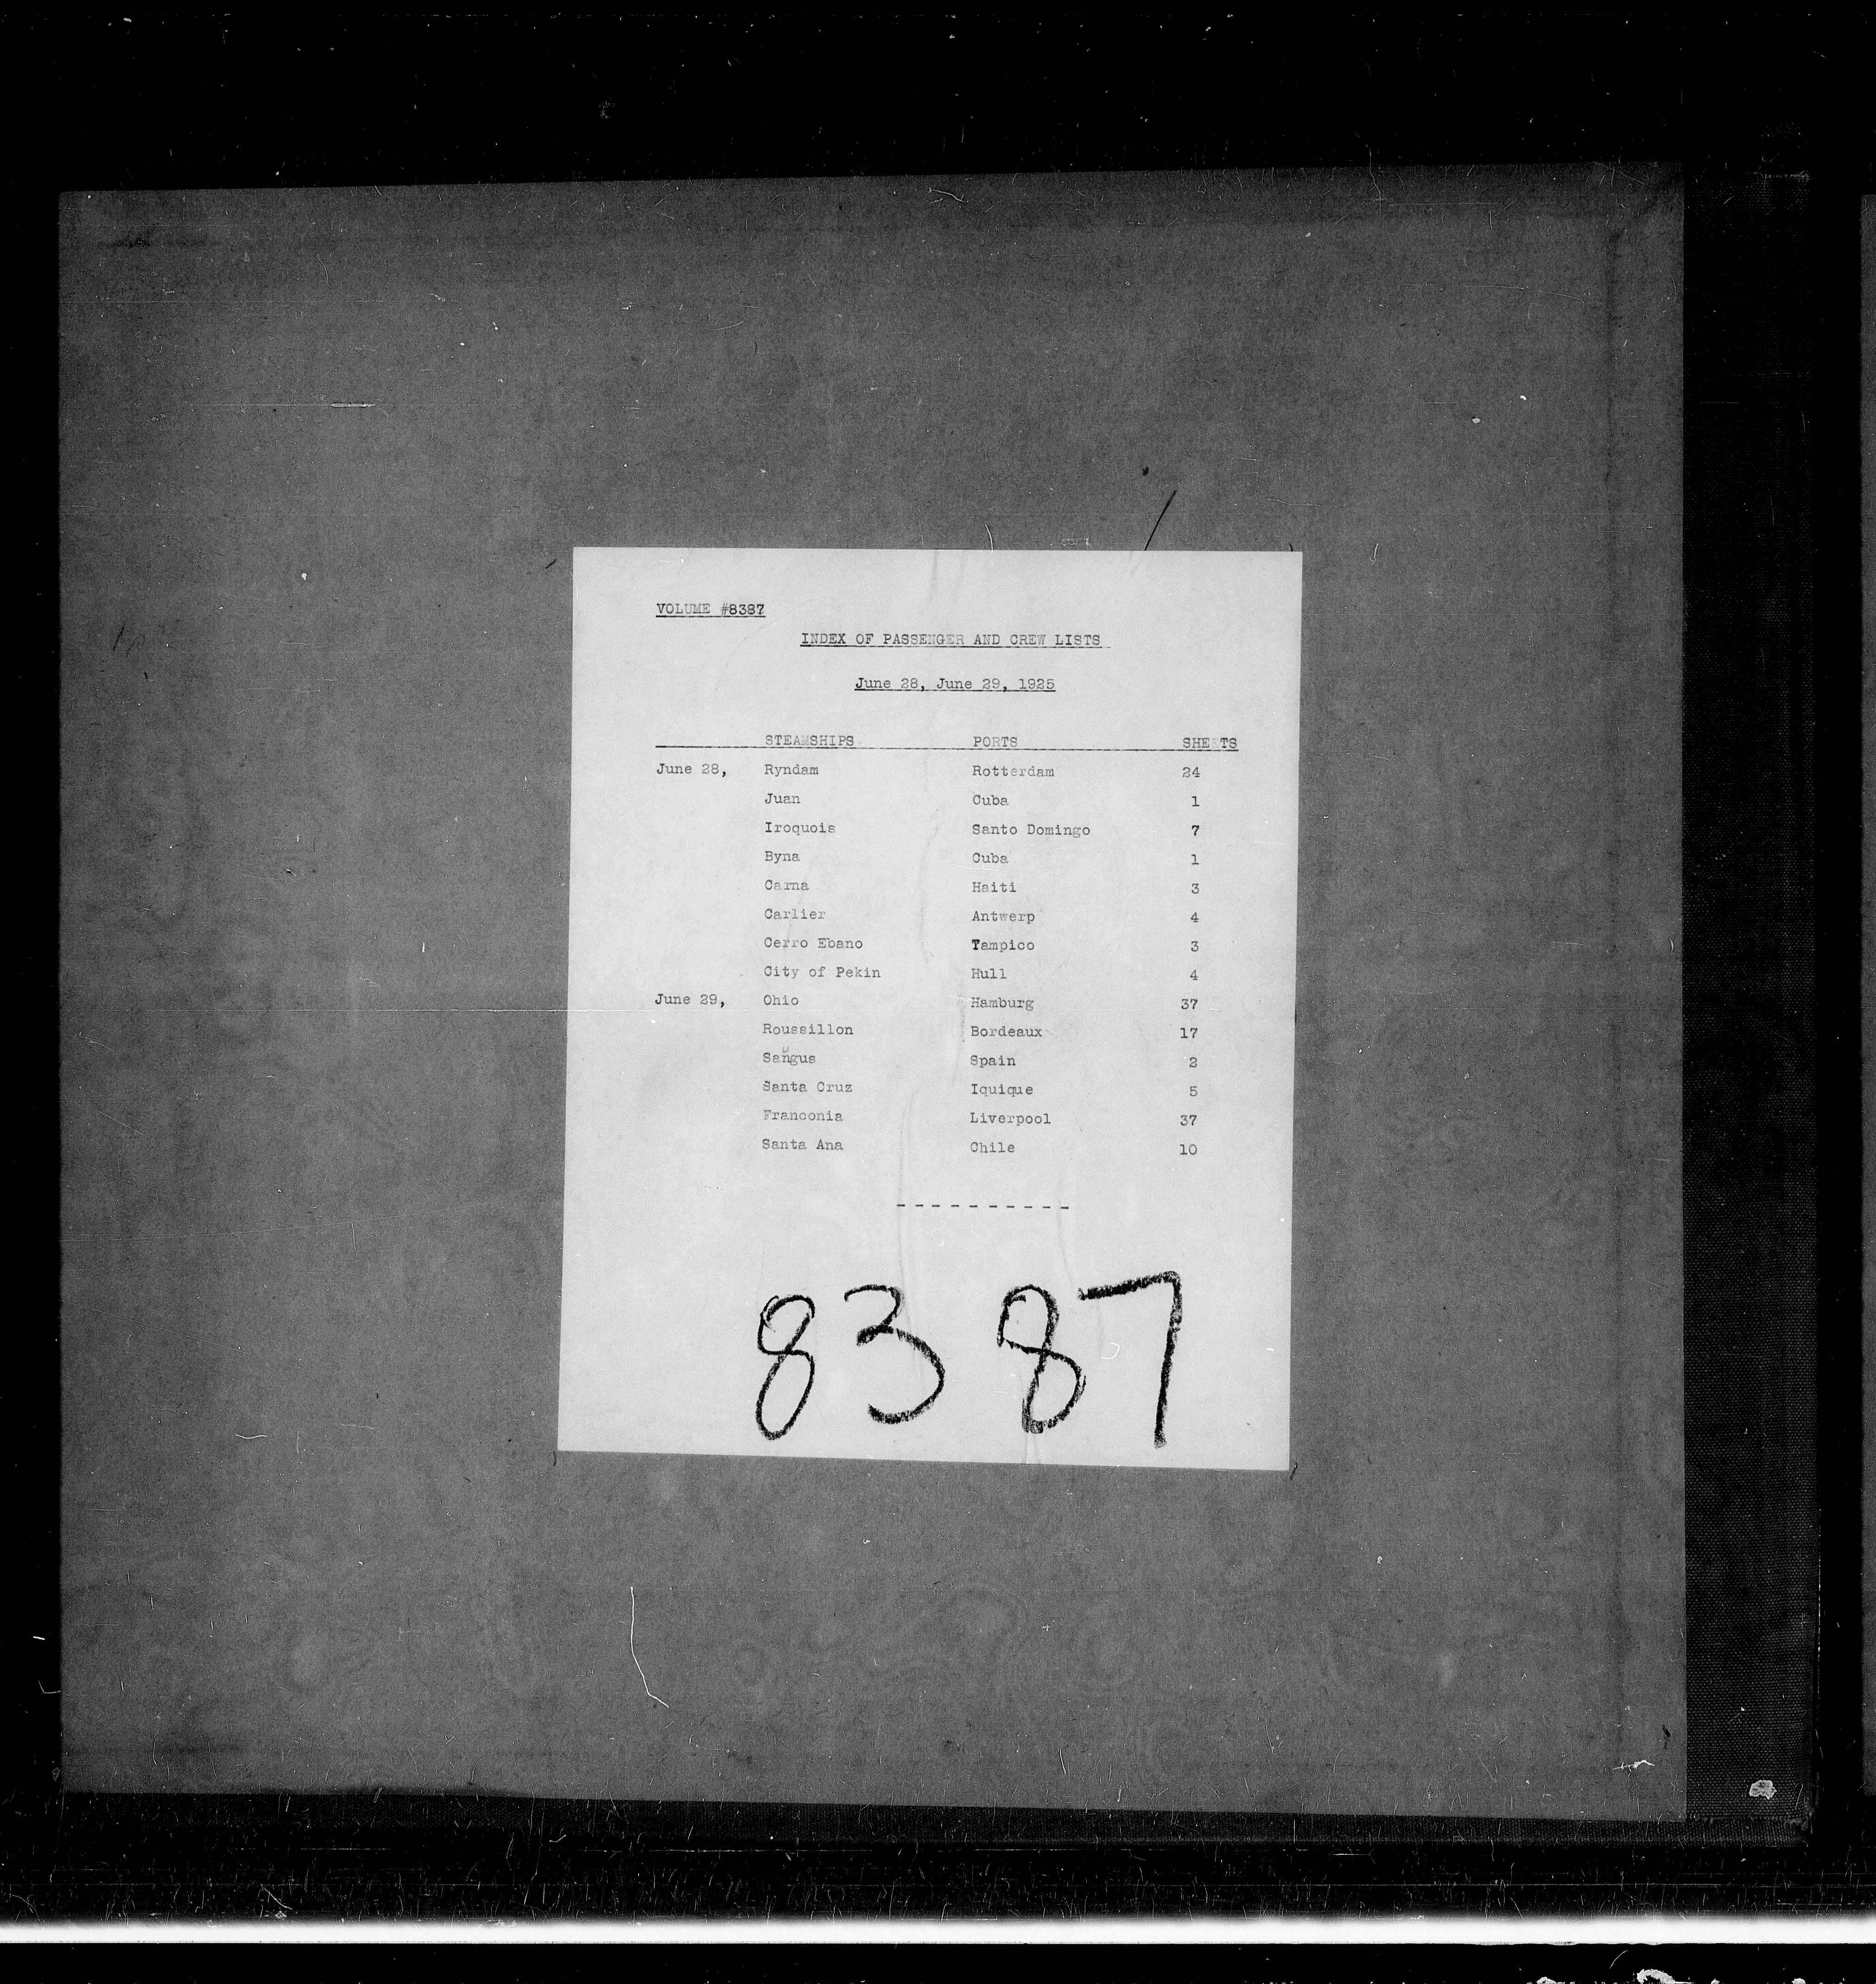 VOLUME #8387
INDEX OF PASSENGER AND CREW LISTS
June 28, June 29, 1925
STEAMSHIPS PORTS SHEETS
June 28, Ryndam Rotterdam 24
Juan Cuba 1
Iroquois Santo Domingo 7
Byna Cuba 1
Carna Haiti 3
Carlier Antwerp 4
Cerro Ebano Tampico 3
City of Pekin Hull 4
June 29, Ohio Hamburg 37
Roussillon Bordeaux 17
Sangus Spain 2
Santa Cruz Iquique 5
Franconia Liverpool 37
Santa Ana Chile 10
----------
8387